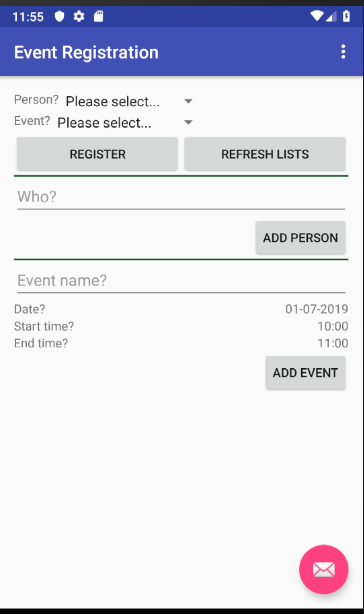 11:55
Event Registration
Person? Please select...
Event? Please select...
REGISTER REFRESH LISTS
Who?
ADD PERSON
Event name?
Date? 01-07-2019
Start time? 10:00
End time? 11:00
ADD EVENT